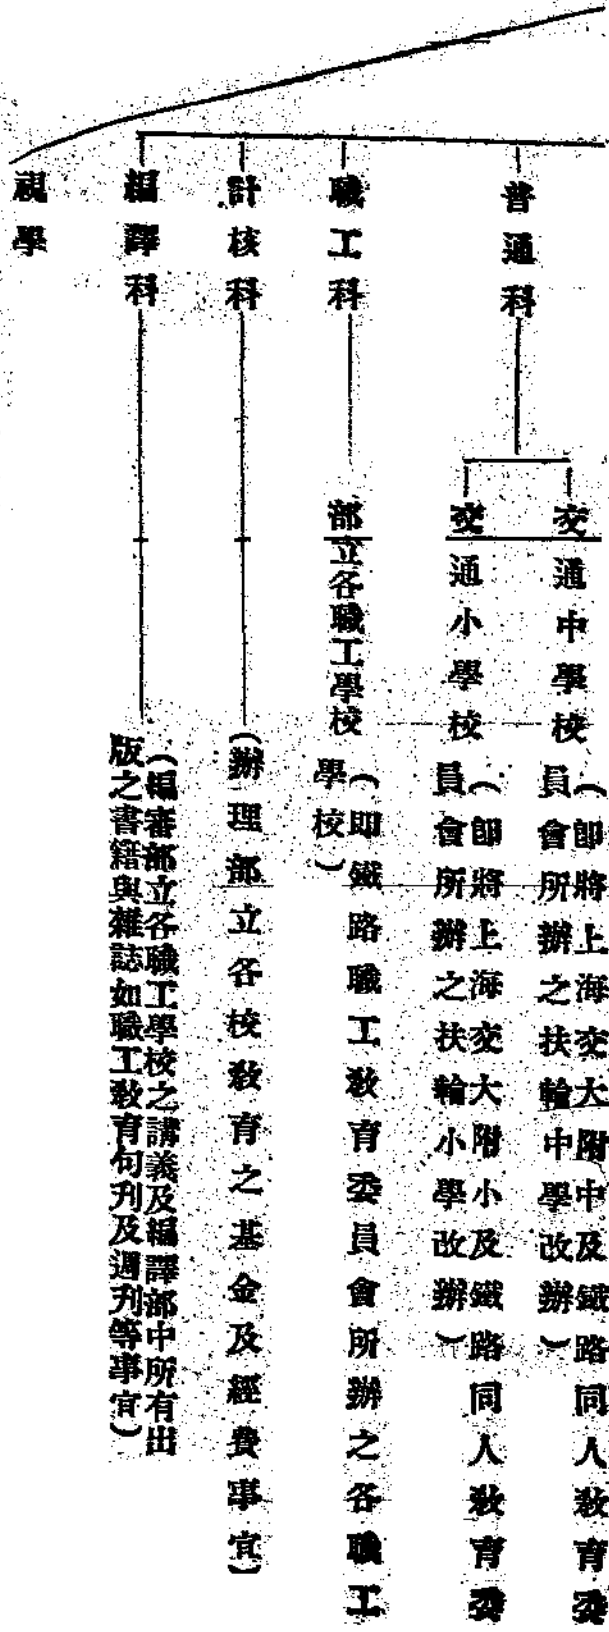 普通科
交通中學校
(即將上海交大附中及鐵路同人教育委
員會所辦之扶輪中學改辦)
交通小學校
(即將上海交大附小及鐵路同人教育委
員會所辦之扶輪小學改辦)
職工科
部立各職工學校
(即鐵路職工教育委員會所辦之各職工
學校)
核科
(辦理部立各校教育之基金及經費事宜)
編譯科
(編審部立各職工學校之講義及編譯部中所有出
版之書籍與雜誌如職工教育旬刋及週刋等事宜)
視學